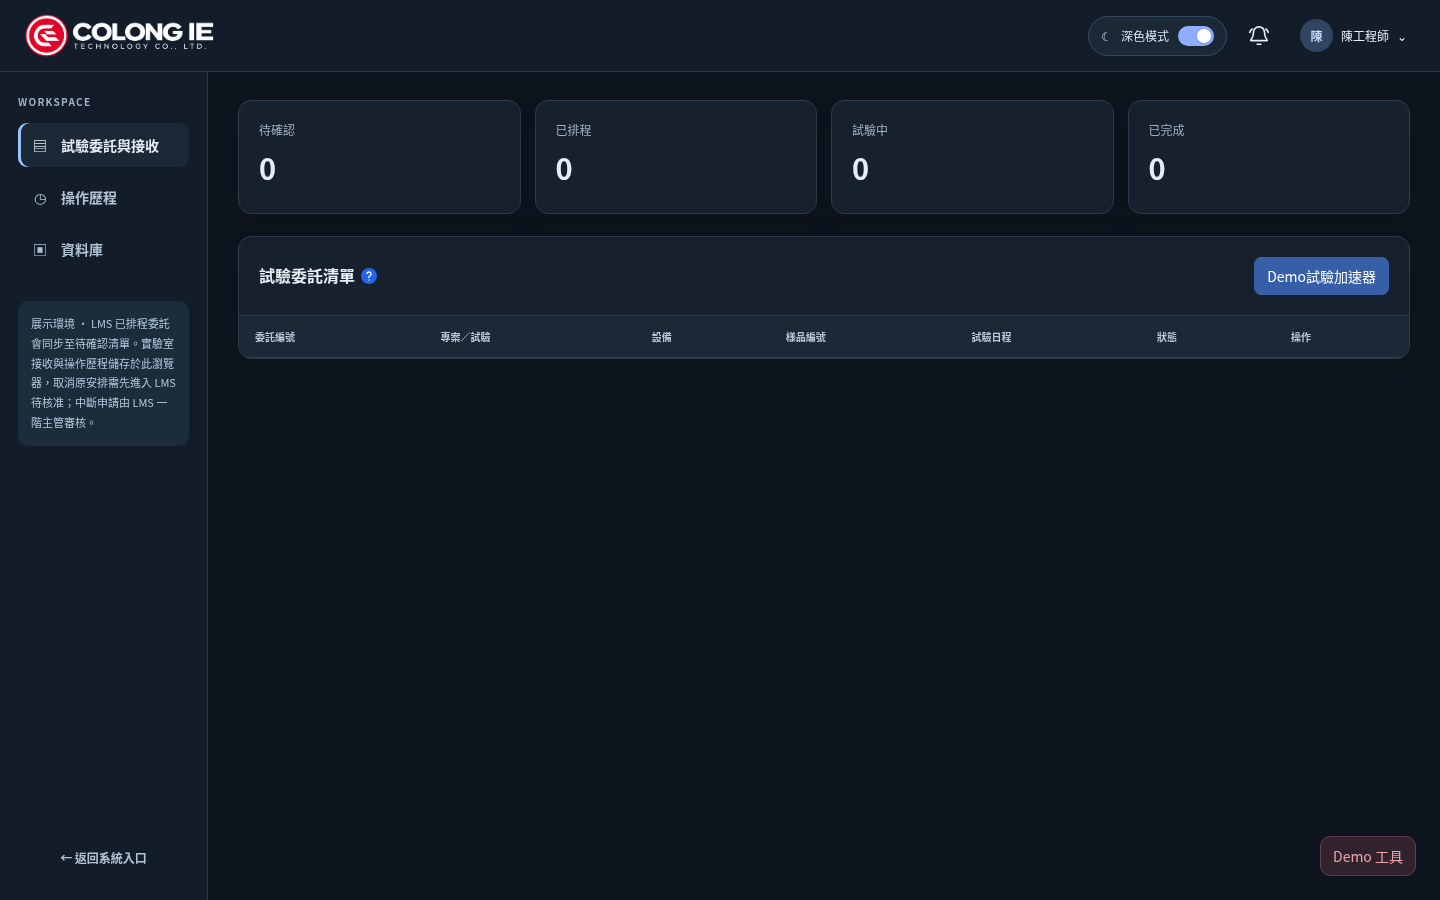 COLONG IE
TECHNOLOGY CO., LTD.
深色模式
陳
陳工程師
WORKSPACE
試驗委託與接收
操作歷程
資料庫
展示環境 · LMS 已排程委託
會同步至待確認清單。實驗室
接收與操作歷程儲存於此瀏覽
器，取消原安排需先進入 LMS
待核准；中斷申請由 LMS 一
階主管審核。
← 返回系統入口
待確認
0
已排程
0
試驗中
0
已完成
0
試驗委託清單 ?
Demo試驗加速器
委託編號 專案／試驗 設備 樣品編號 試驗日程 狀態 操作
Demo 工具